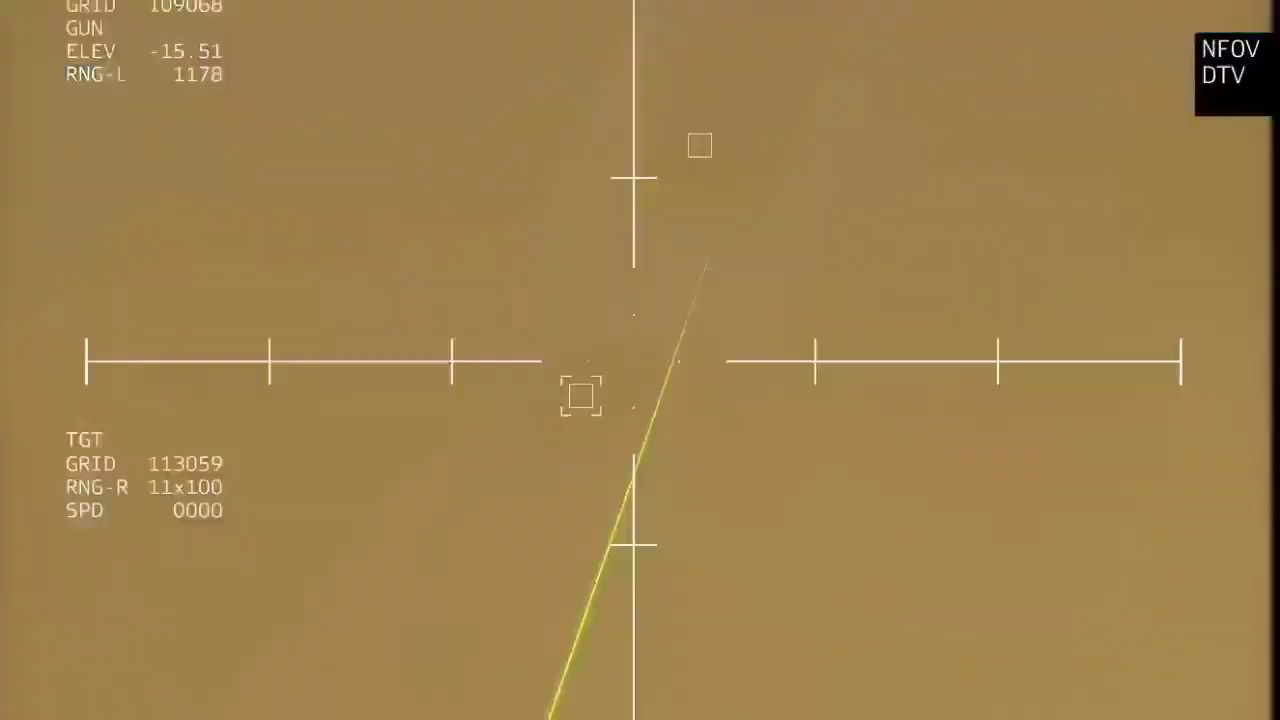 GRID 109068
GUN
ELEV -15.51
RNG-L 1178
NFOV
DTV
TGT
GRID 113059
RNG-R 11x100
SPD 0000